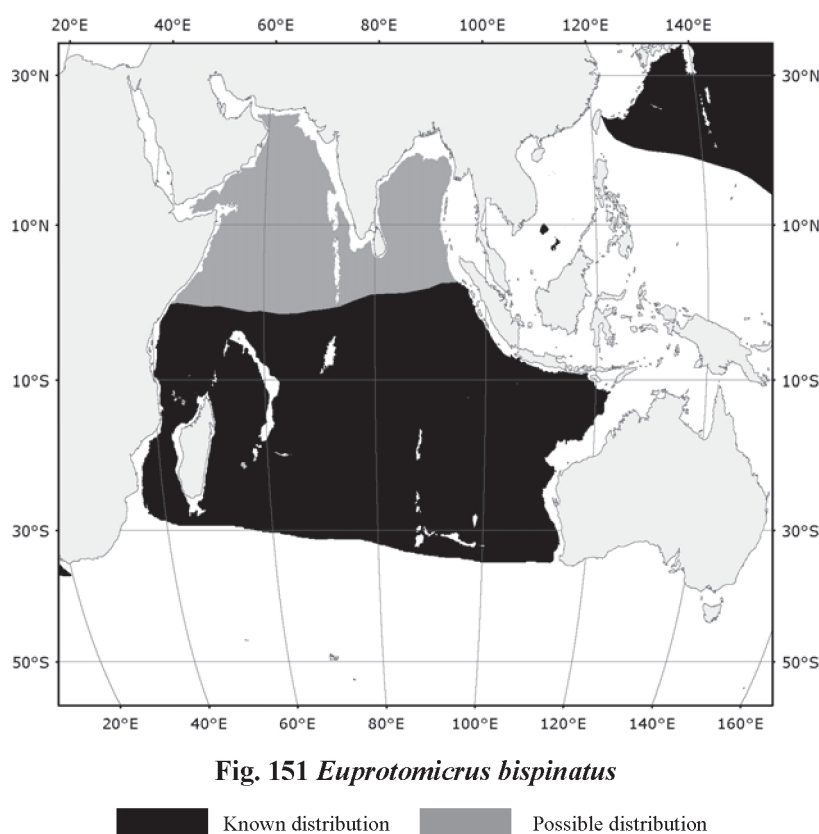 20°E 40°E 60°E 80°E 100°E 120°E 140°E
30°N 30°N
10°N 10°N
10°S 10°S
30°S 30°S
50°S 50°S
20°E 40°E 60°E 80°E 100°E 120°E 140°E 160°E
Fig. 151 Euprotomicrus bispinatus
Known distribution Possible distribution